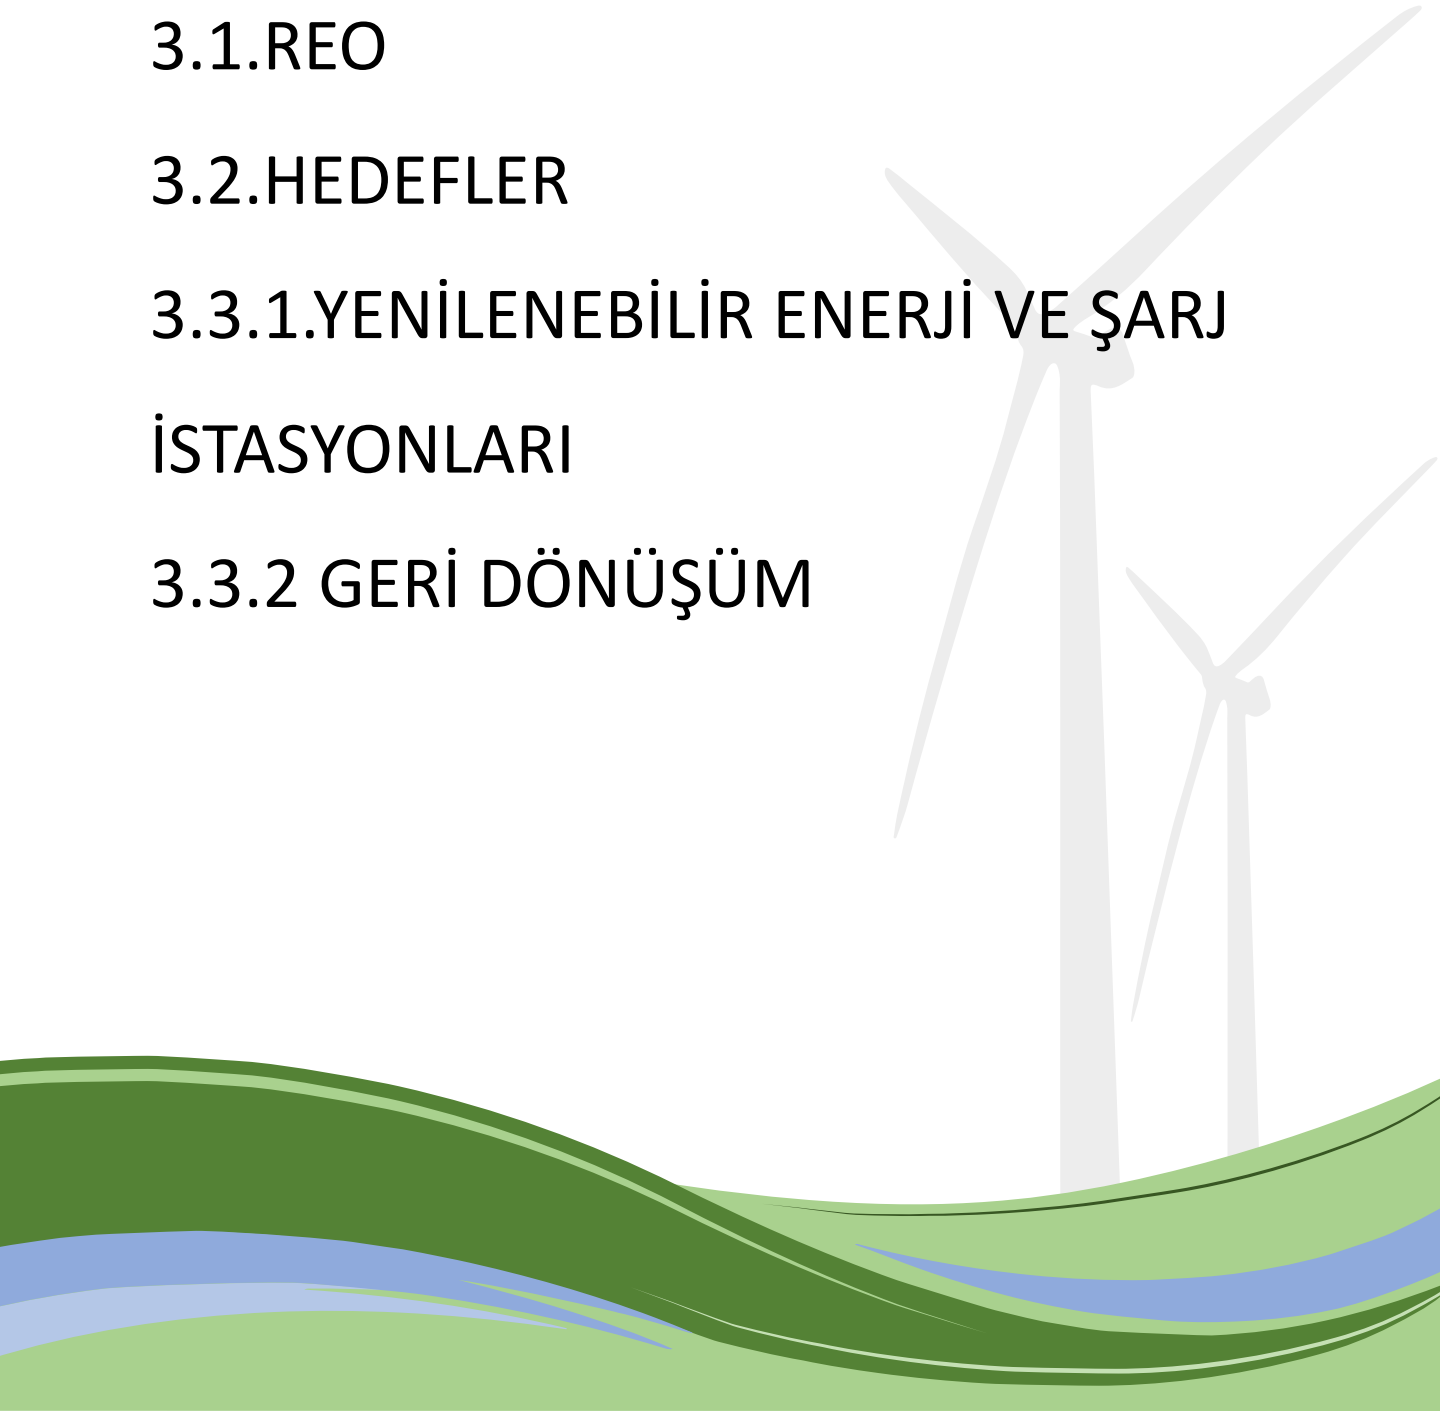 3.1.REO
3.2.HEDEFLER
3.3.1.YENİLENEBİLİR ENERJİ VE ŞARJ
İSTASYONLARI
3.3.2 GERİ DÖNÜŞÜM